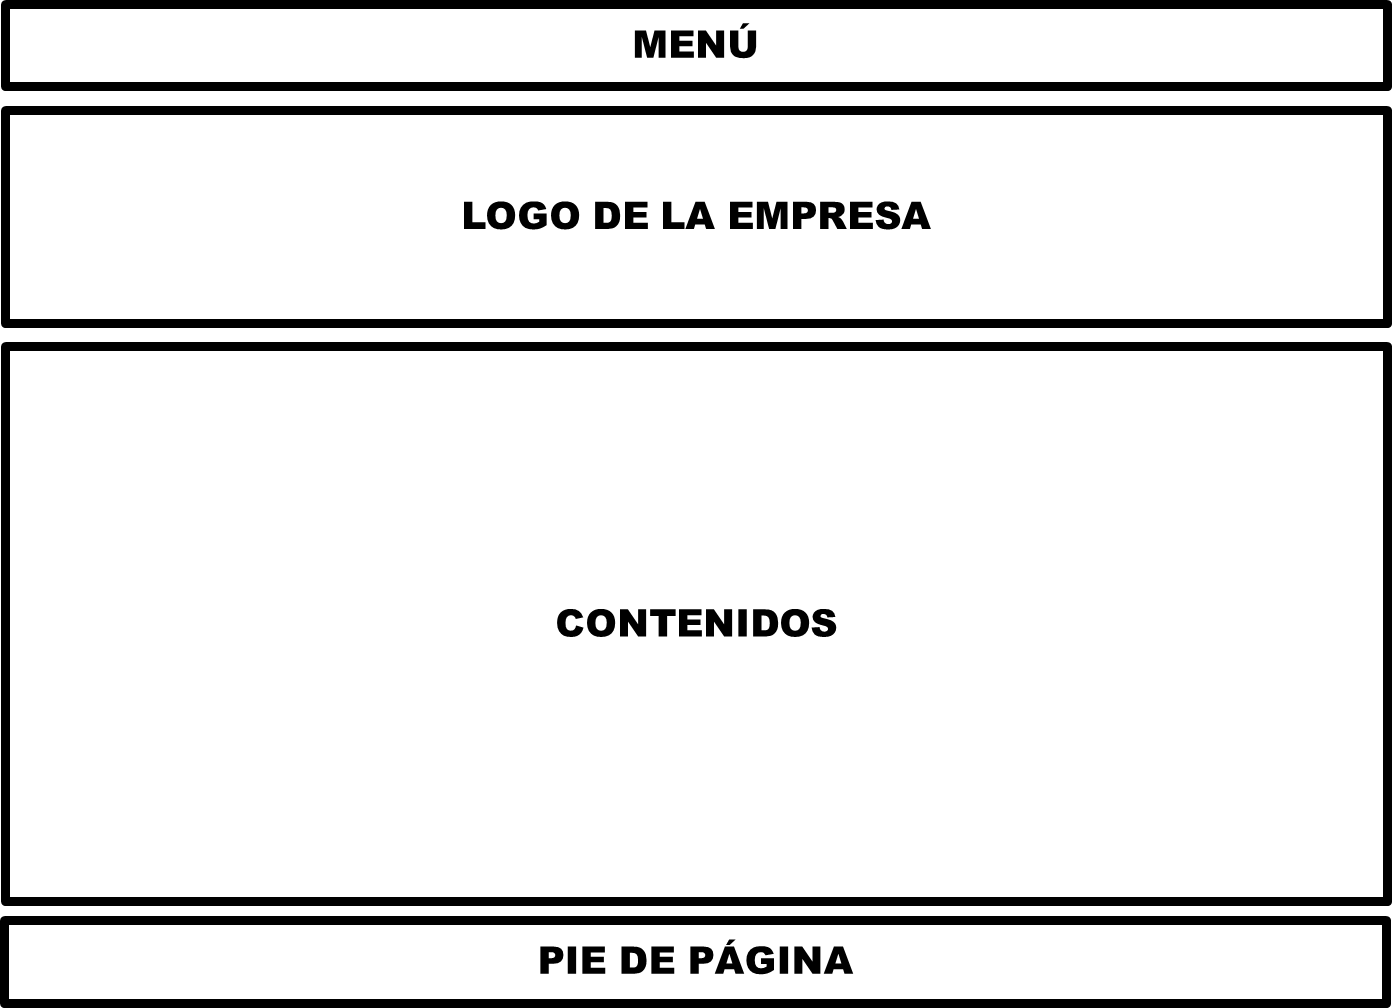 MENÚ
LOGO DE LA EMPRESA
CONTENIDOS
PIE DE PÁGINA